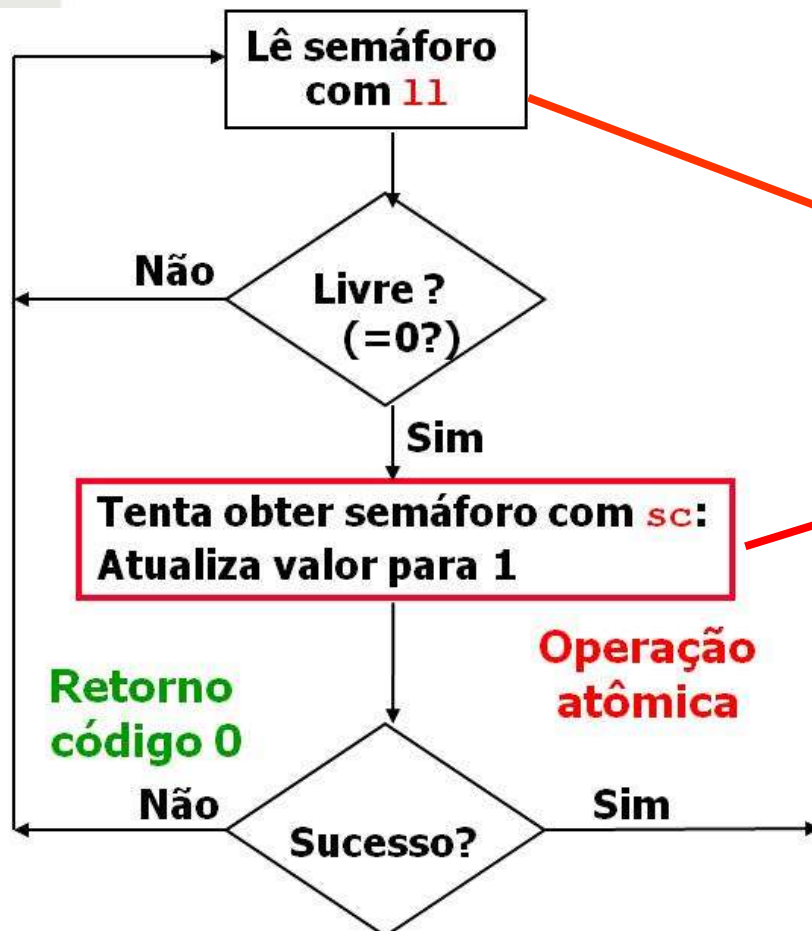 Lê semáforo
com ll
Não
Livre ?
(=0?)
Sim
Tenta obter semáforo com sc:
Atualiza valor para 1
Operação
atômica
Retorno
código 0
Não
Sim
Sucesso?